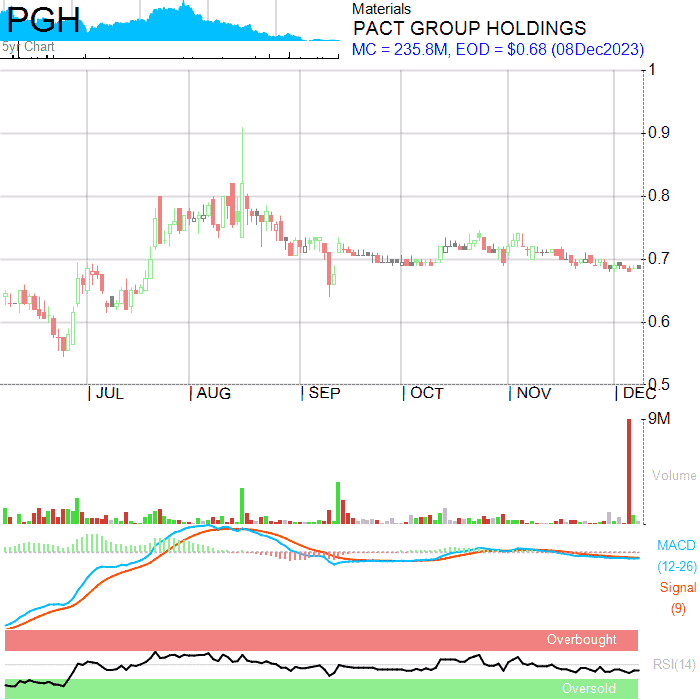 PGH
5yr Chart
Materials
PACT GROUP HOLDINGS
MC = 235.8M, EOD = $0.68 (08Dec2023)
1
0.9
0.8
0.7
0.6
0.5
JUL AUG SEP OCT NOV DEC
9M
Volume
MACD
(12-26)
Signal
(9)
Overbought
RSI(14)
Oversold